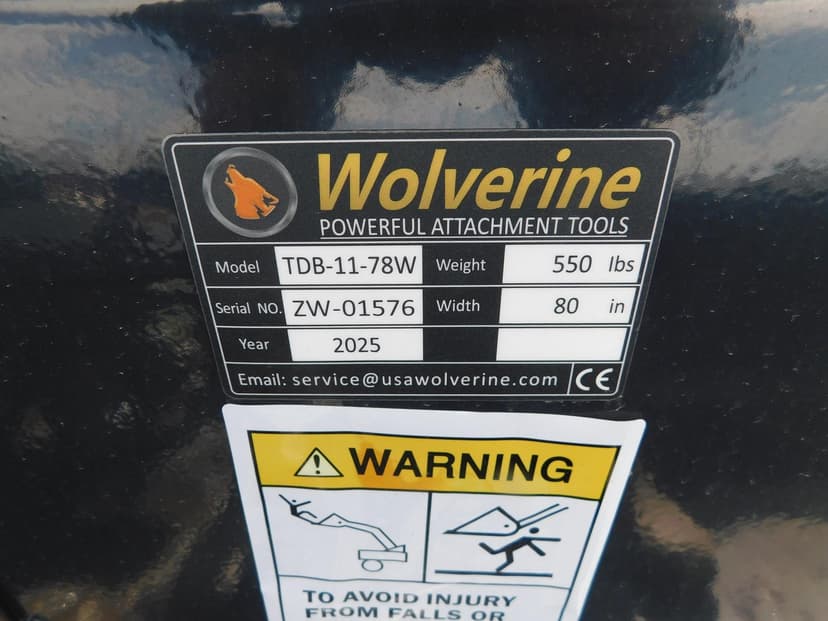 Wolverine
POWERFUL ATTACHMENT TOOLS
Model TDB-11-78W Weight 550 lbs
Serial NO. ZW-01576 Width 80 in
Year 2025
Email: service@usawolverine.com CE
WARNING
TO AVOID INJURY
FROM FALLS OR